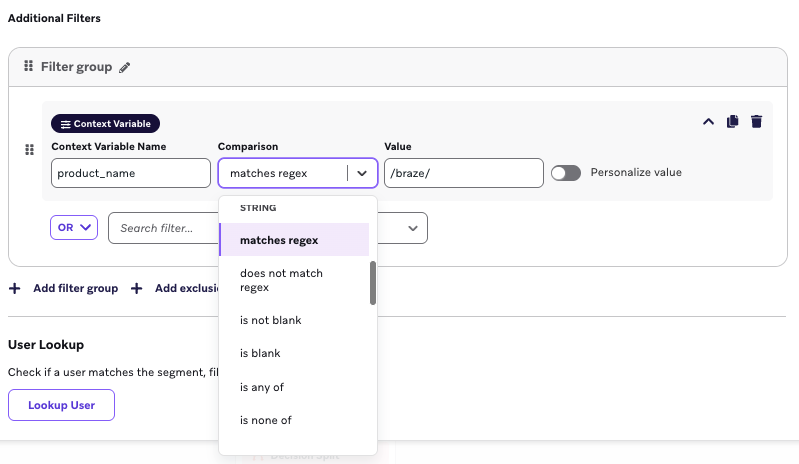 Additional Filters
Filter group
Context Variable
Context Variable Name
Comparison
Value
product_name
matches regex
/braze/
Personalize value
STRING
matches regex
does not match
regex
is not blank
is blank
is any of
is none of
OR
Search filter...
Add filter group
Add exclusi
User Lookup
Check if a user matches the segment, fil
Lookup User